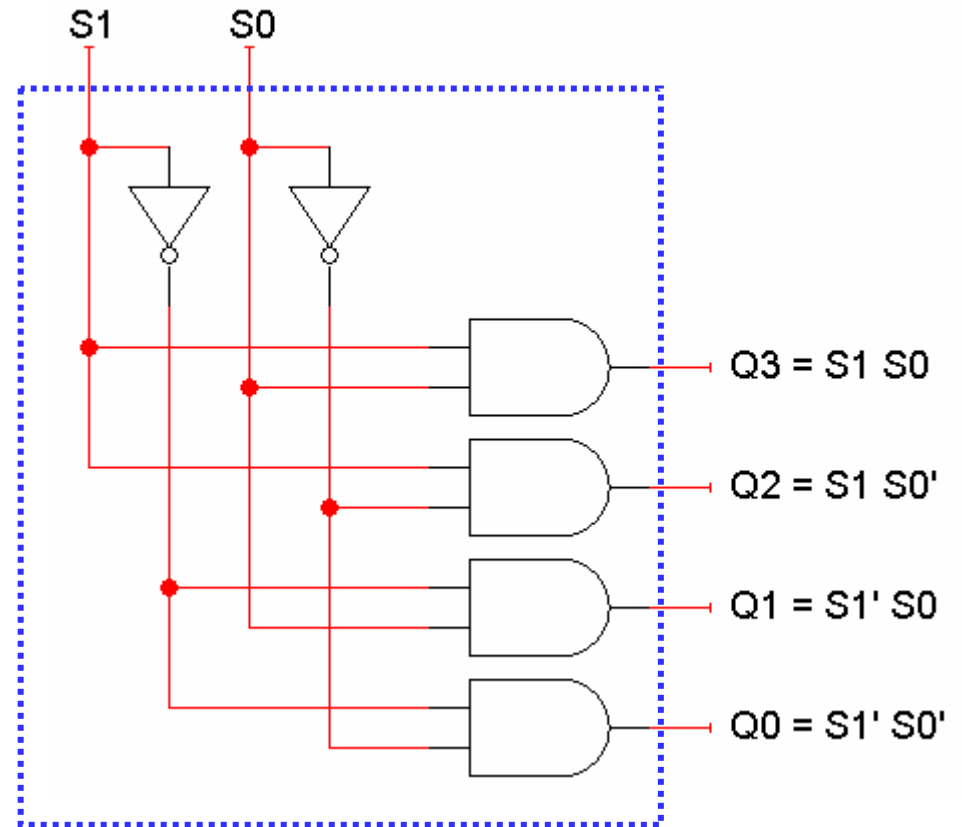 S1 S0
Q3 = S1 S0
Q2 = S1 S0'
Q1 = S1' S0
Q0 = S1' S0'